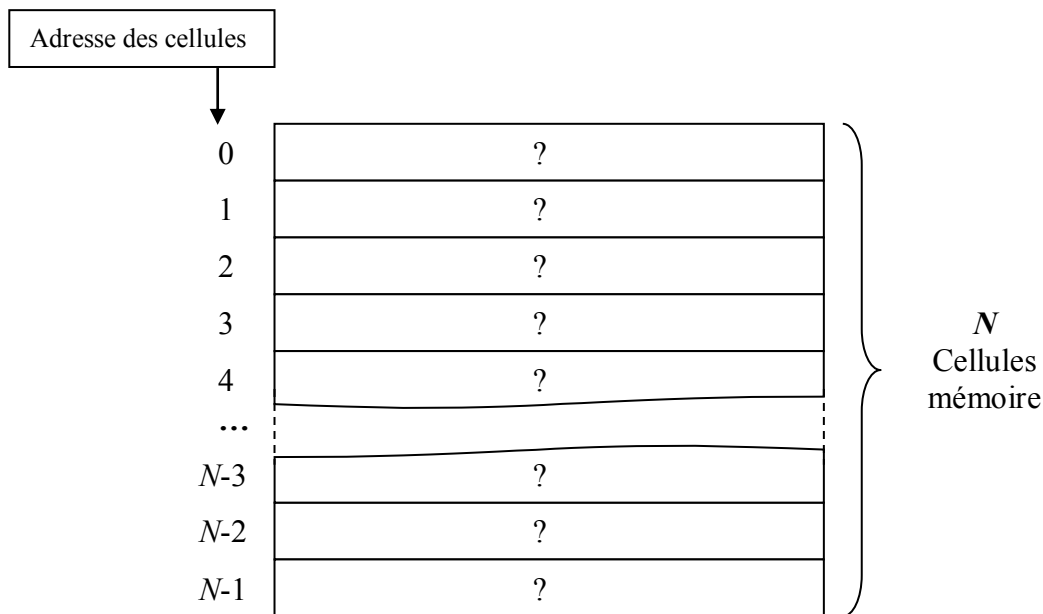 Adresse des cellules
0 ?
1 ?
2 ?
3 ?
4 ?
...
N-3 ?
N-2 ?
N-1 ?
N
Cellules
mémoire